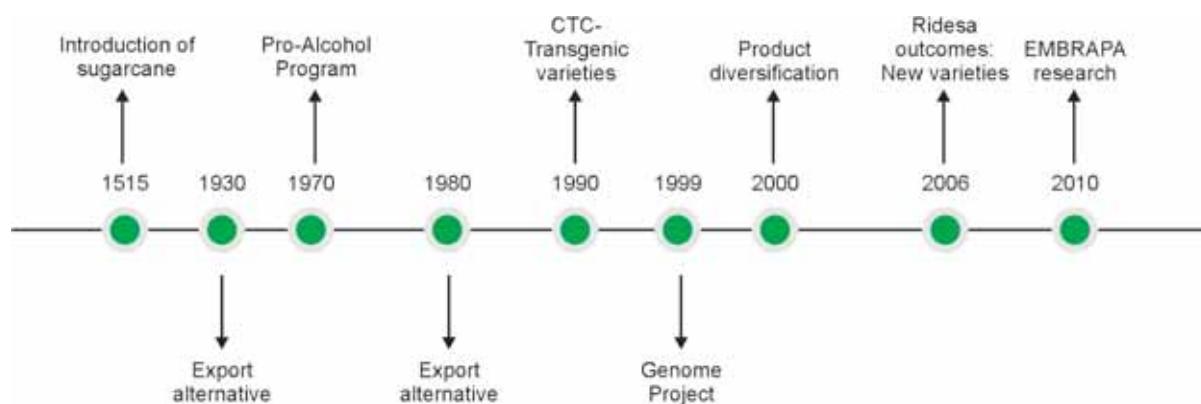 Introduction of
sugarcane
Pro-Alcohol
Program
CTC-
Transgenic
varieties
Product
diversification
Ridesa
outcomes:
New varieties
EMBRAPA
research
1515
1930
1970
1980
1990
1999
2000
2006
2010
Export
alternative
Export
alternative
Genome
Project